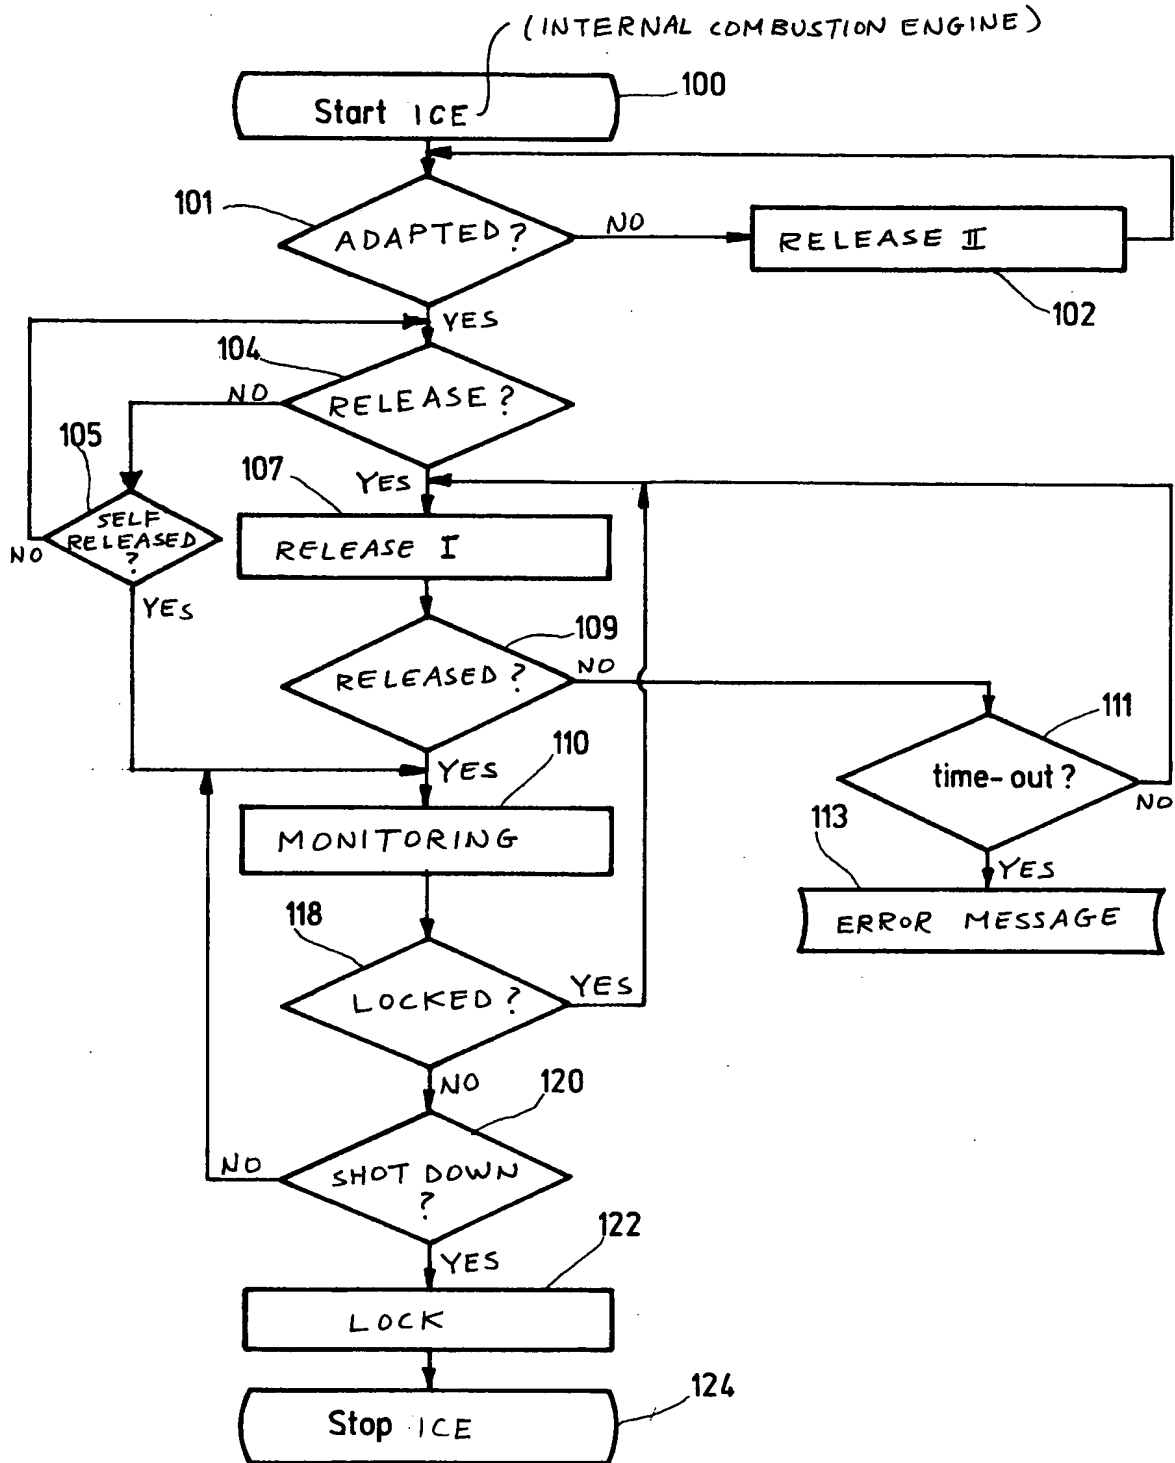 (INTERNAL COMBUSTION ENGINE)
Start ICE
100
101
ADAPTED?
NO
RELEASE II
102
YES
104
RELEASE?
NO
105
SELF
RELEASED
?
NO
YES
YES
107
RELEASE I
109
RELEASED?
NO
111
time-out?
NO
YES
113
ERROR MESSAGE
YES
110
MONITORING
118
LOCKED?
YES
NO
120
SHOT DOWN
?
NO
YES
122
LOCK
124
Stop ICE